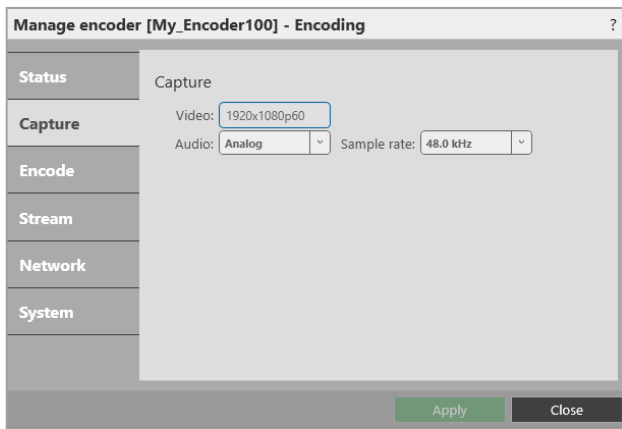 Manage encoder [My_Encoder100] - Encoding ?
Status
Capture
Encode
Stream
Network
System
Capture
Video: 1920x1080p60
Audio: Analog Sample rate: 48.0 kHz
Apply Close